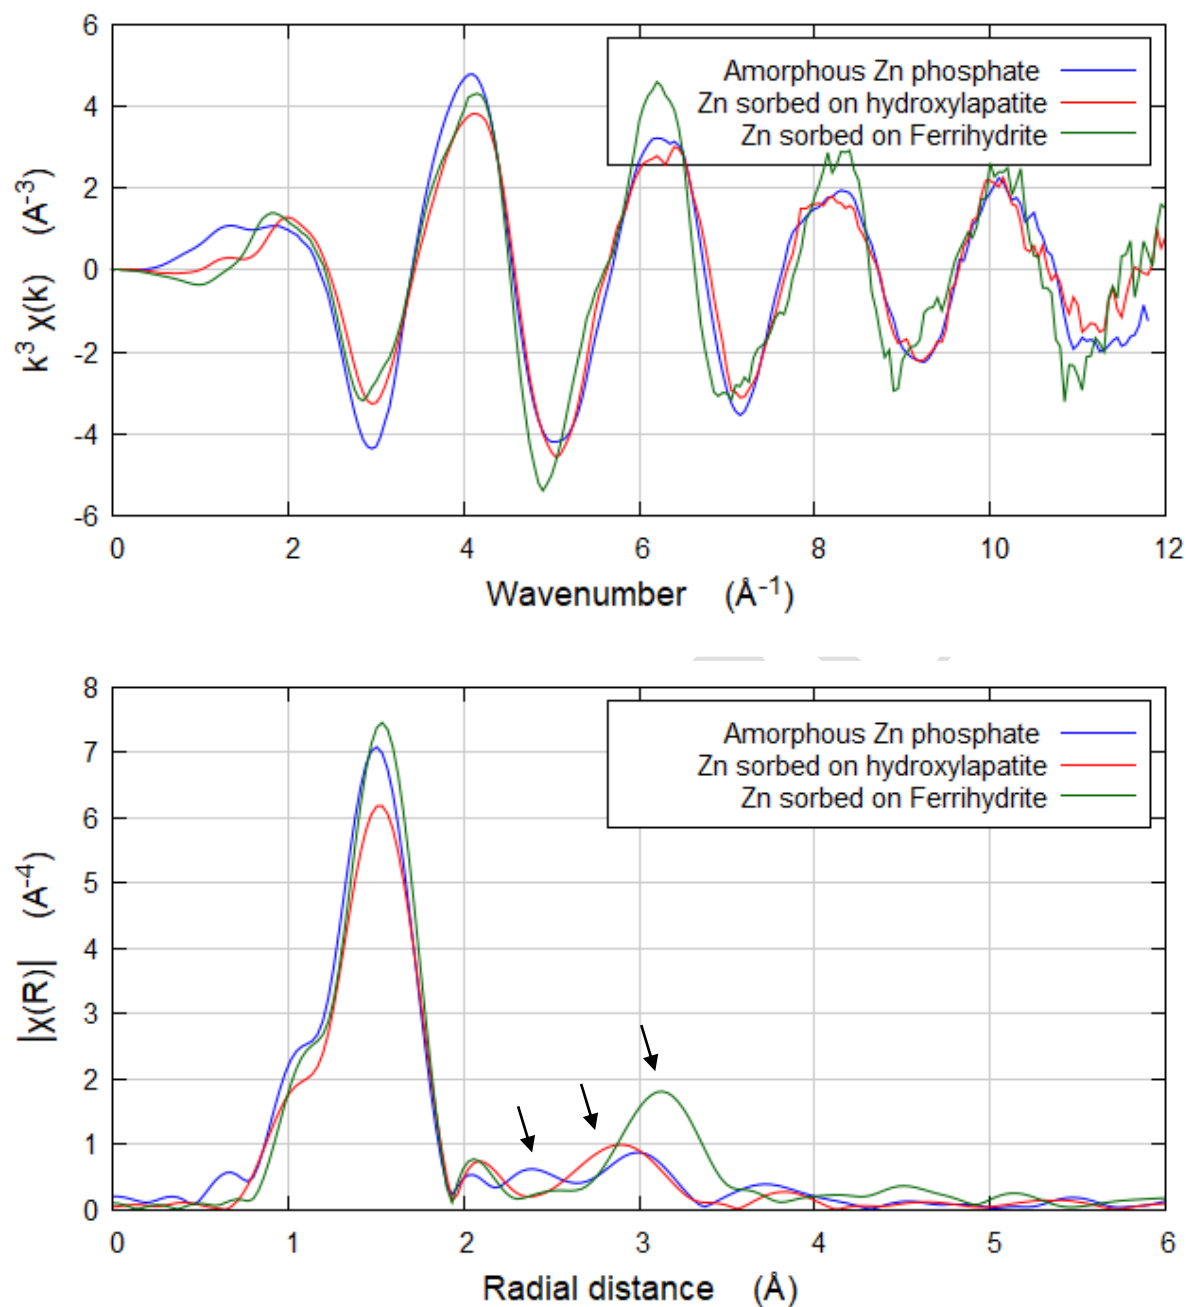 6
4
2
0
-2
-4
-6
k³ χ(k) (A⁻³)
Amorphous Zn phosphate
Zn sorbed on hydroxylapatite
Zn sorbed on Ferrihydrite
0 2 4 6 8 10 12
Wavenumber (Å⁻¹)
8
7
6
5
4
3
2
1
0
|χ(R)| (A⁻⁴)
Amorphous Zn phosphate
Zn sorbed on hydroxylapatite
Zn sorbed on Ferrihydrite
0 1 2 3 4 5 6
Radial distance (Å)